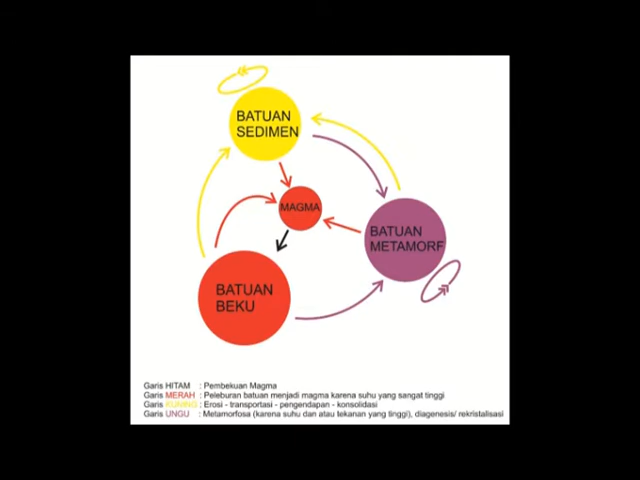 BATUAN
SEDIMEN
MAGMA
BATUAN
METAMORF
BATUAN
BEKU
Garis HITAM : Pembekuan Magma
Garis MERAH : Peleburan batuan menjadi magma karena suhu yang sangat tinggi
Garis KUNING : Erosi - transportasi - pengendapan - konsolidasi
Garis UNGU : Metamorfosa (karena suhu dan atau tekanan yang tinggi), diagenesis/ rekristalisasi